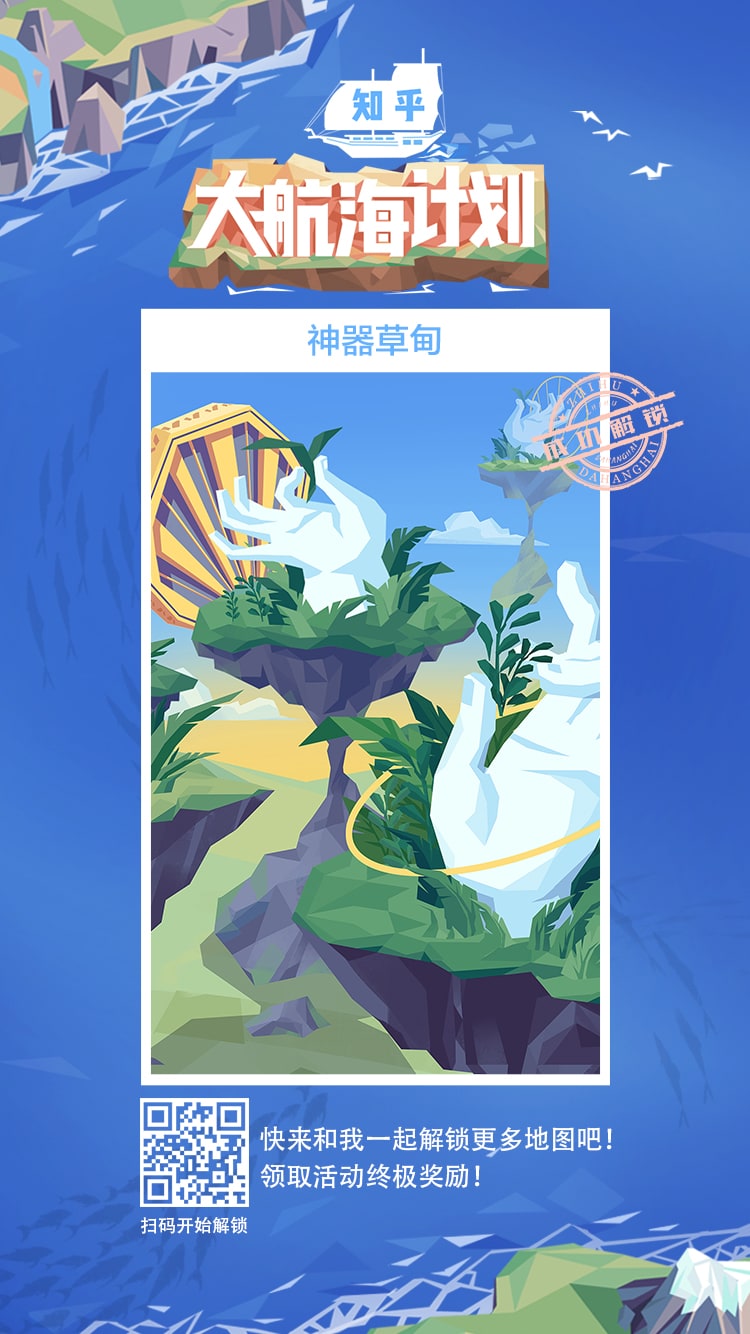 知乎
大航海计划
神器草甸
ZHIHU
成功解锁
DAHANGHAI
快来和我一起解锁更多地图吧！
领取活动终极奖励！
扫码开始解锁